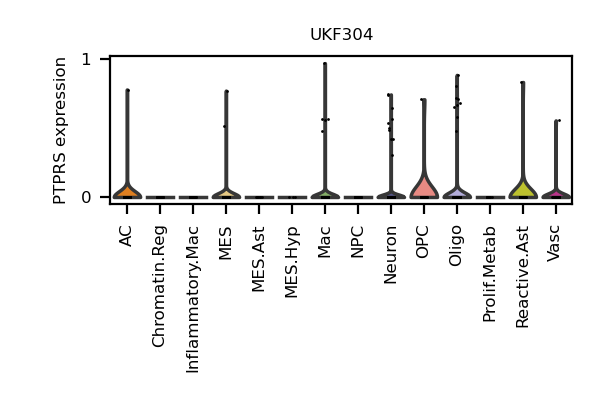 UKF304
PTPRS expression
1
0
AC
Chromatin.Reg
Inflammatory.Mac
MES
MES.Ast
MES.Hyp
Mac
NPC
Neuron
OPC
Oligo
Prolif.Metab
Reactive.Ast
Vasc